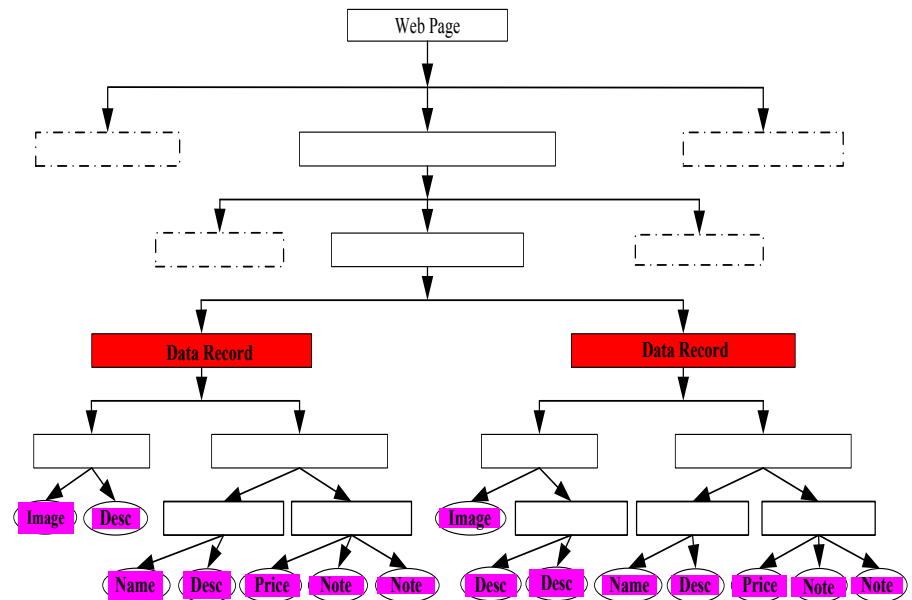 Web Page
Data Record
Data Record
Image
Desc
Image
Name
Desc
Price
Note
Note
Desc
Desc
Name
Desc
Price
Note
Note